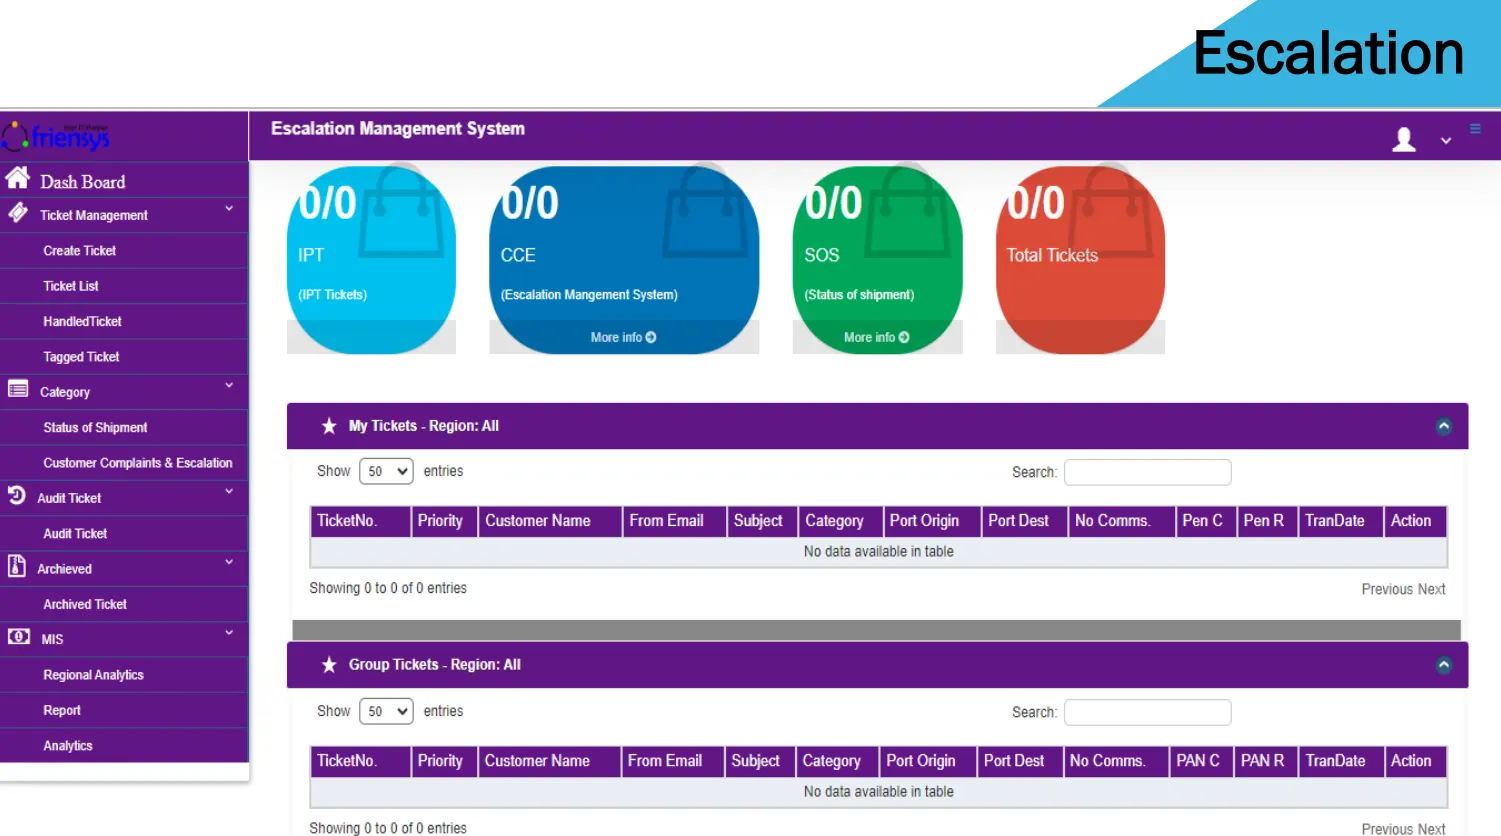 Escalation
friensys
Escalation Management System
Dash Board
Ticket Management
Create Ticket
Ticket List
HandledTicket
Tagged Ticket
Category
Status of Shipment
Customer Complaints & Escalation
Audit Ticket
Audit Ticket
Archieved
Archived Ticket
MIS
Regional Analytics
Report
Analytics
0/0
IPT
(IPT Tickets)
0/0
CCE
(Escalation Mangement System)
More info
0/0
SOS
(Status of shipment)
More info
0/0
Total Tickets
My Tickets - Region: All
Show 50 entries Search:
TicketNo. Priority Customer Name From Email Subject Category Port Origin Port Dest No Comms. Pen C Pen R TranDate Action
No data available in table
Showing 0 to 0 of 0 entries Previous Next
Group Tickets - Region: All
Show 50 entries Search:
TicketNo. Priority Customer Name From Email Subject Category Port Origin Port Dest No Comms. PAN C PAN R TranDate Action
No data available in table
Showing 0 to 0 of 0 entries Previous Next